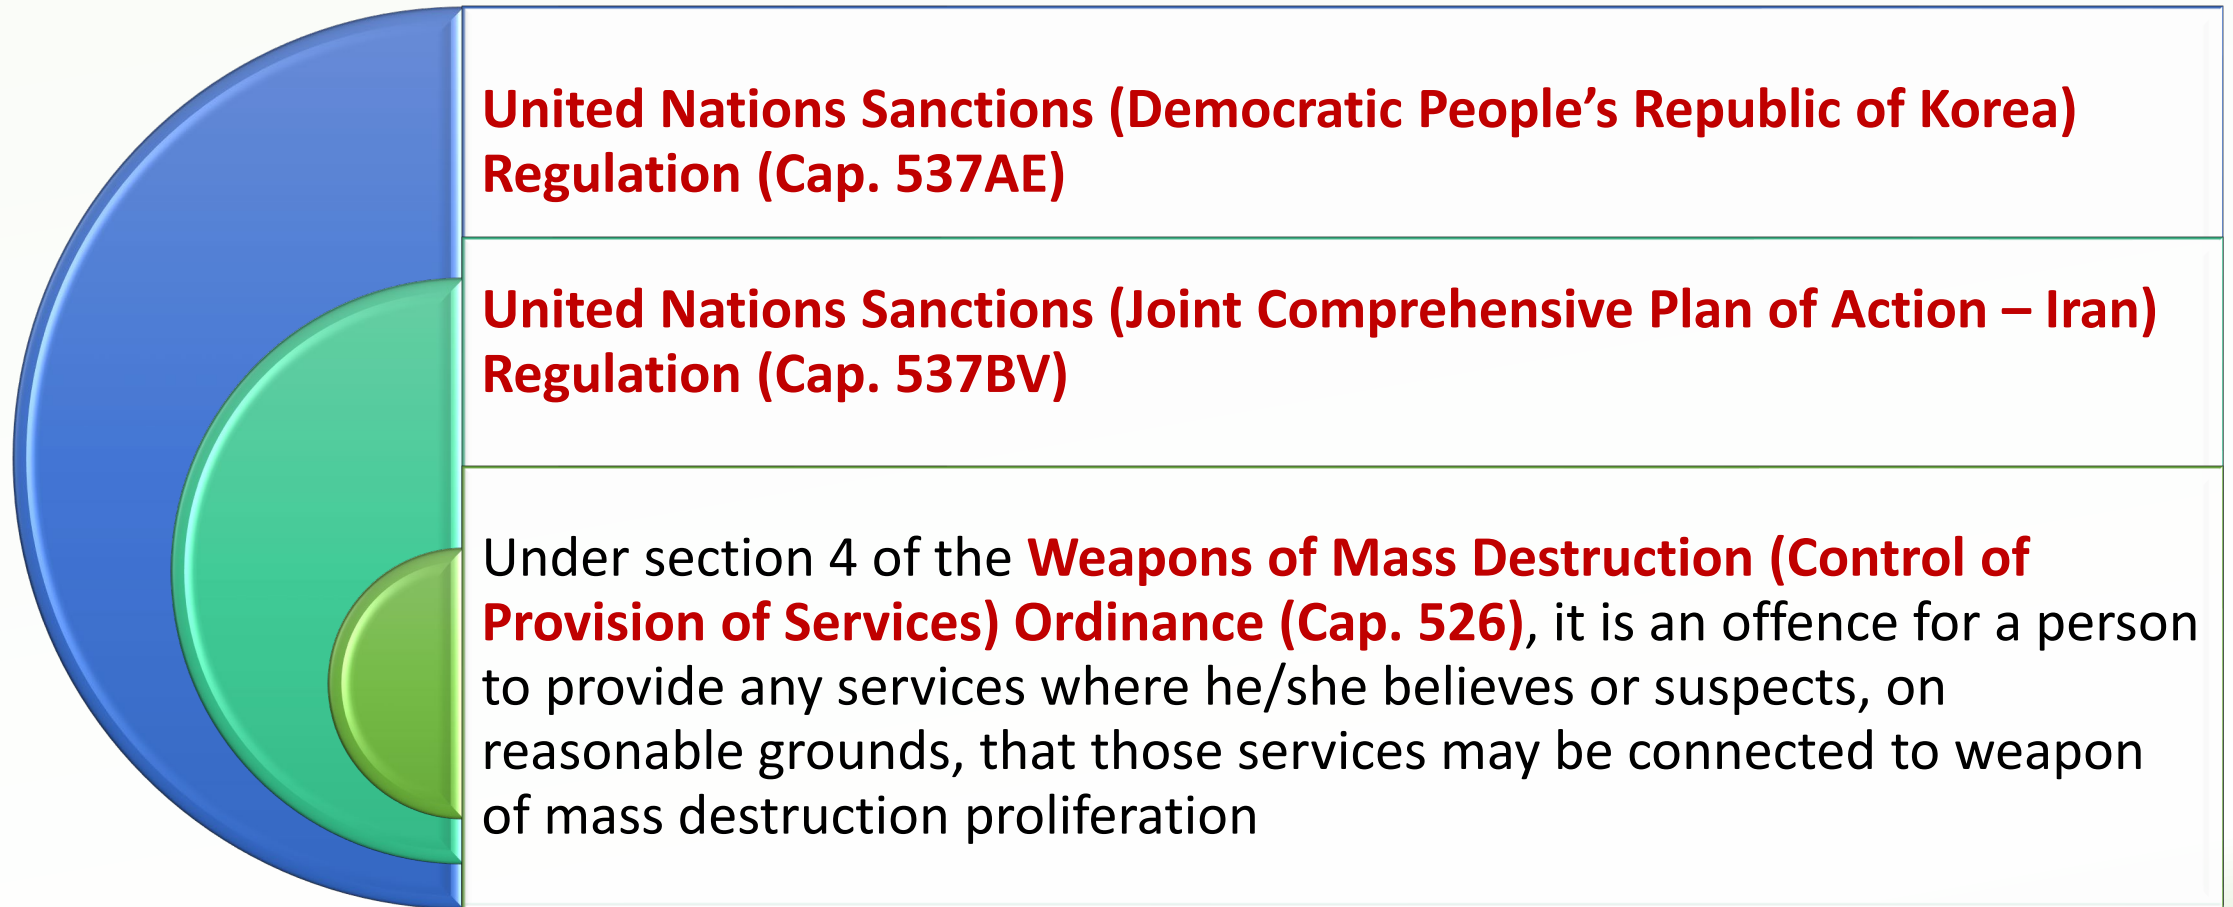 United Nations Sanctions (Democratic People’s Republic of Korea)
Regulation (Cap. 537AE)
United Nations Sanctions (Joint Comprehensive Plan of Action – Iran)
Regulation (Cap. 537BV)
Under section 4 of the Weapons of Mass Destruction (Control of
Provision of Services) Ordinance (Cap. 526), it is an offence for a person
to provide any services where he/she believes or suspects, on
reasonable grounds, that those services may be connected to weapon
of mass destruction proliferation